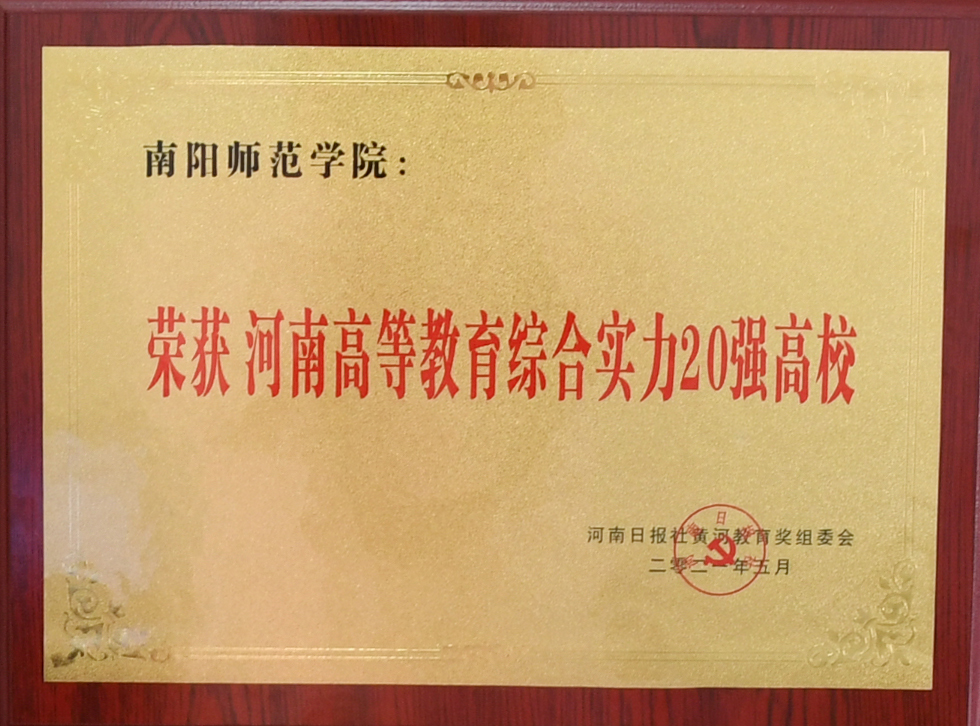 南阳师范学院：
荣获 河南高等教育综合实力20强高校
河南日报社黄河教育奖组委会
二零二一年五月